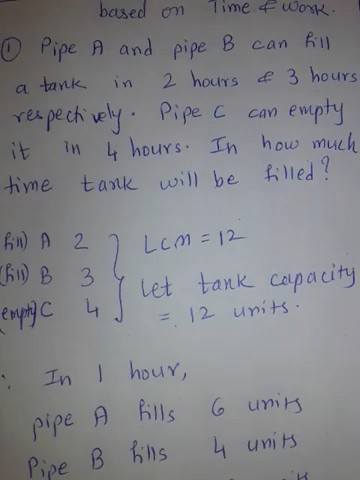 based on Time & Work.
① Pipe A and pipe B can fill
a tank in 2 hours & 3 hours
respectively. Pipe C can empty
it in 4 hours. In how much
time tank will be filled?
(fill) A 2
LCM = 12
(fill) B 3
Let tank capacity
(empty) C 4
= 12 units.
: In 1 hour,
pipe A fills 6 units
Pipe B fills 4 units